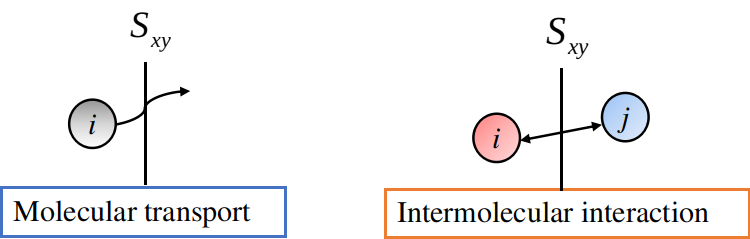 S_xy
i
Molecular transport
S_xy
i
j
Intermolecular interaction